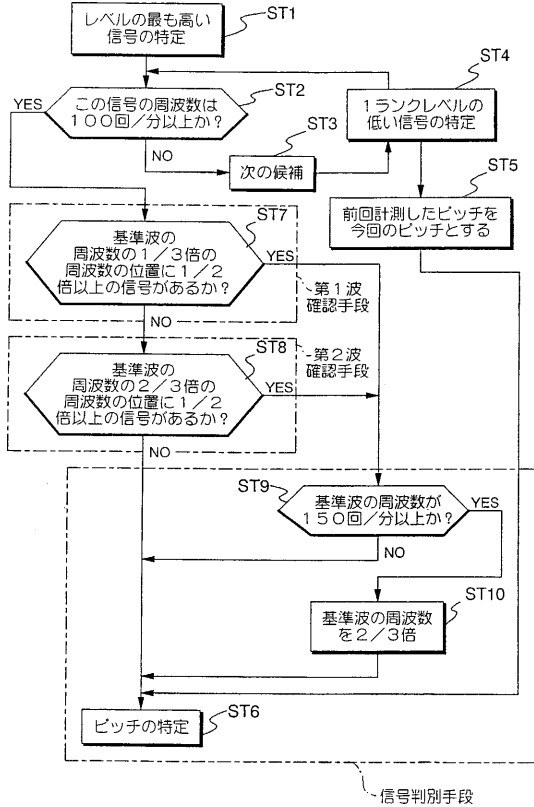 レベルの最も高い
信号の特定
ST1
この信号の周波数は
100回/分以上か?
ST2
YES
NO
ST3
次の候補
ST4
1ランクレベルの
低い信号の特定
ST5
前回計測したピッチを
今回のピッチとする
ST7
基準波の
周波数の1/3倍の
周波数の位置に1/2
倍以上の信号があるか?
YES
NO
第1波
確認手段
ST8
基準波の
周波数の2/3倍の
周波数の位置に1/2
倍以上の信号があるか?
YES
NO
第2波
確認手段
ST9
基準波の周波数が
150回/分以上か?
YES
NO
ST10
基準波の周波数
を2/3倍
ピッチの特定
ST6
信号判別手段